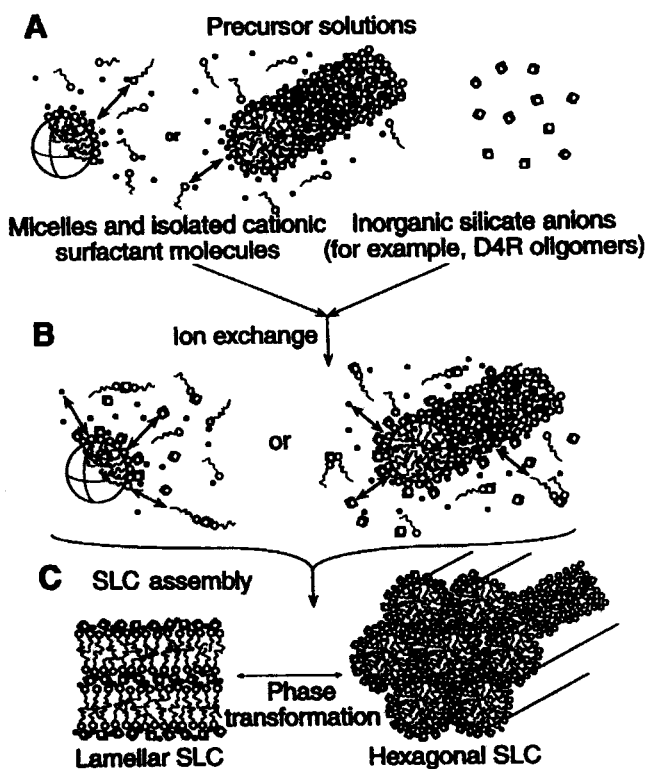 A
Precursor solutions
or
Micelles and isolated cationic
surfactant molecules
Inorganic silicate anions
(for example, D4R oligomers)
B
Ion exchange
or
C
SLC assembly
Phase
transformation
Lamellar SLC
Hexagonal SLC